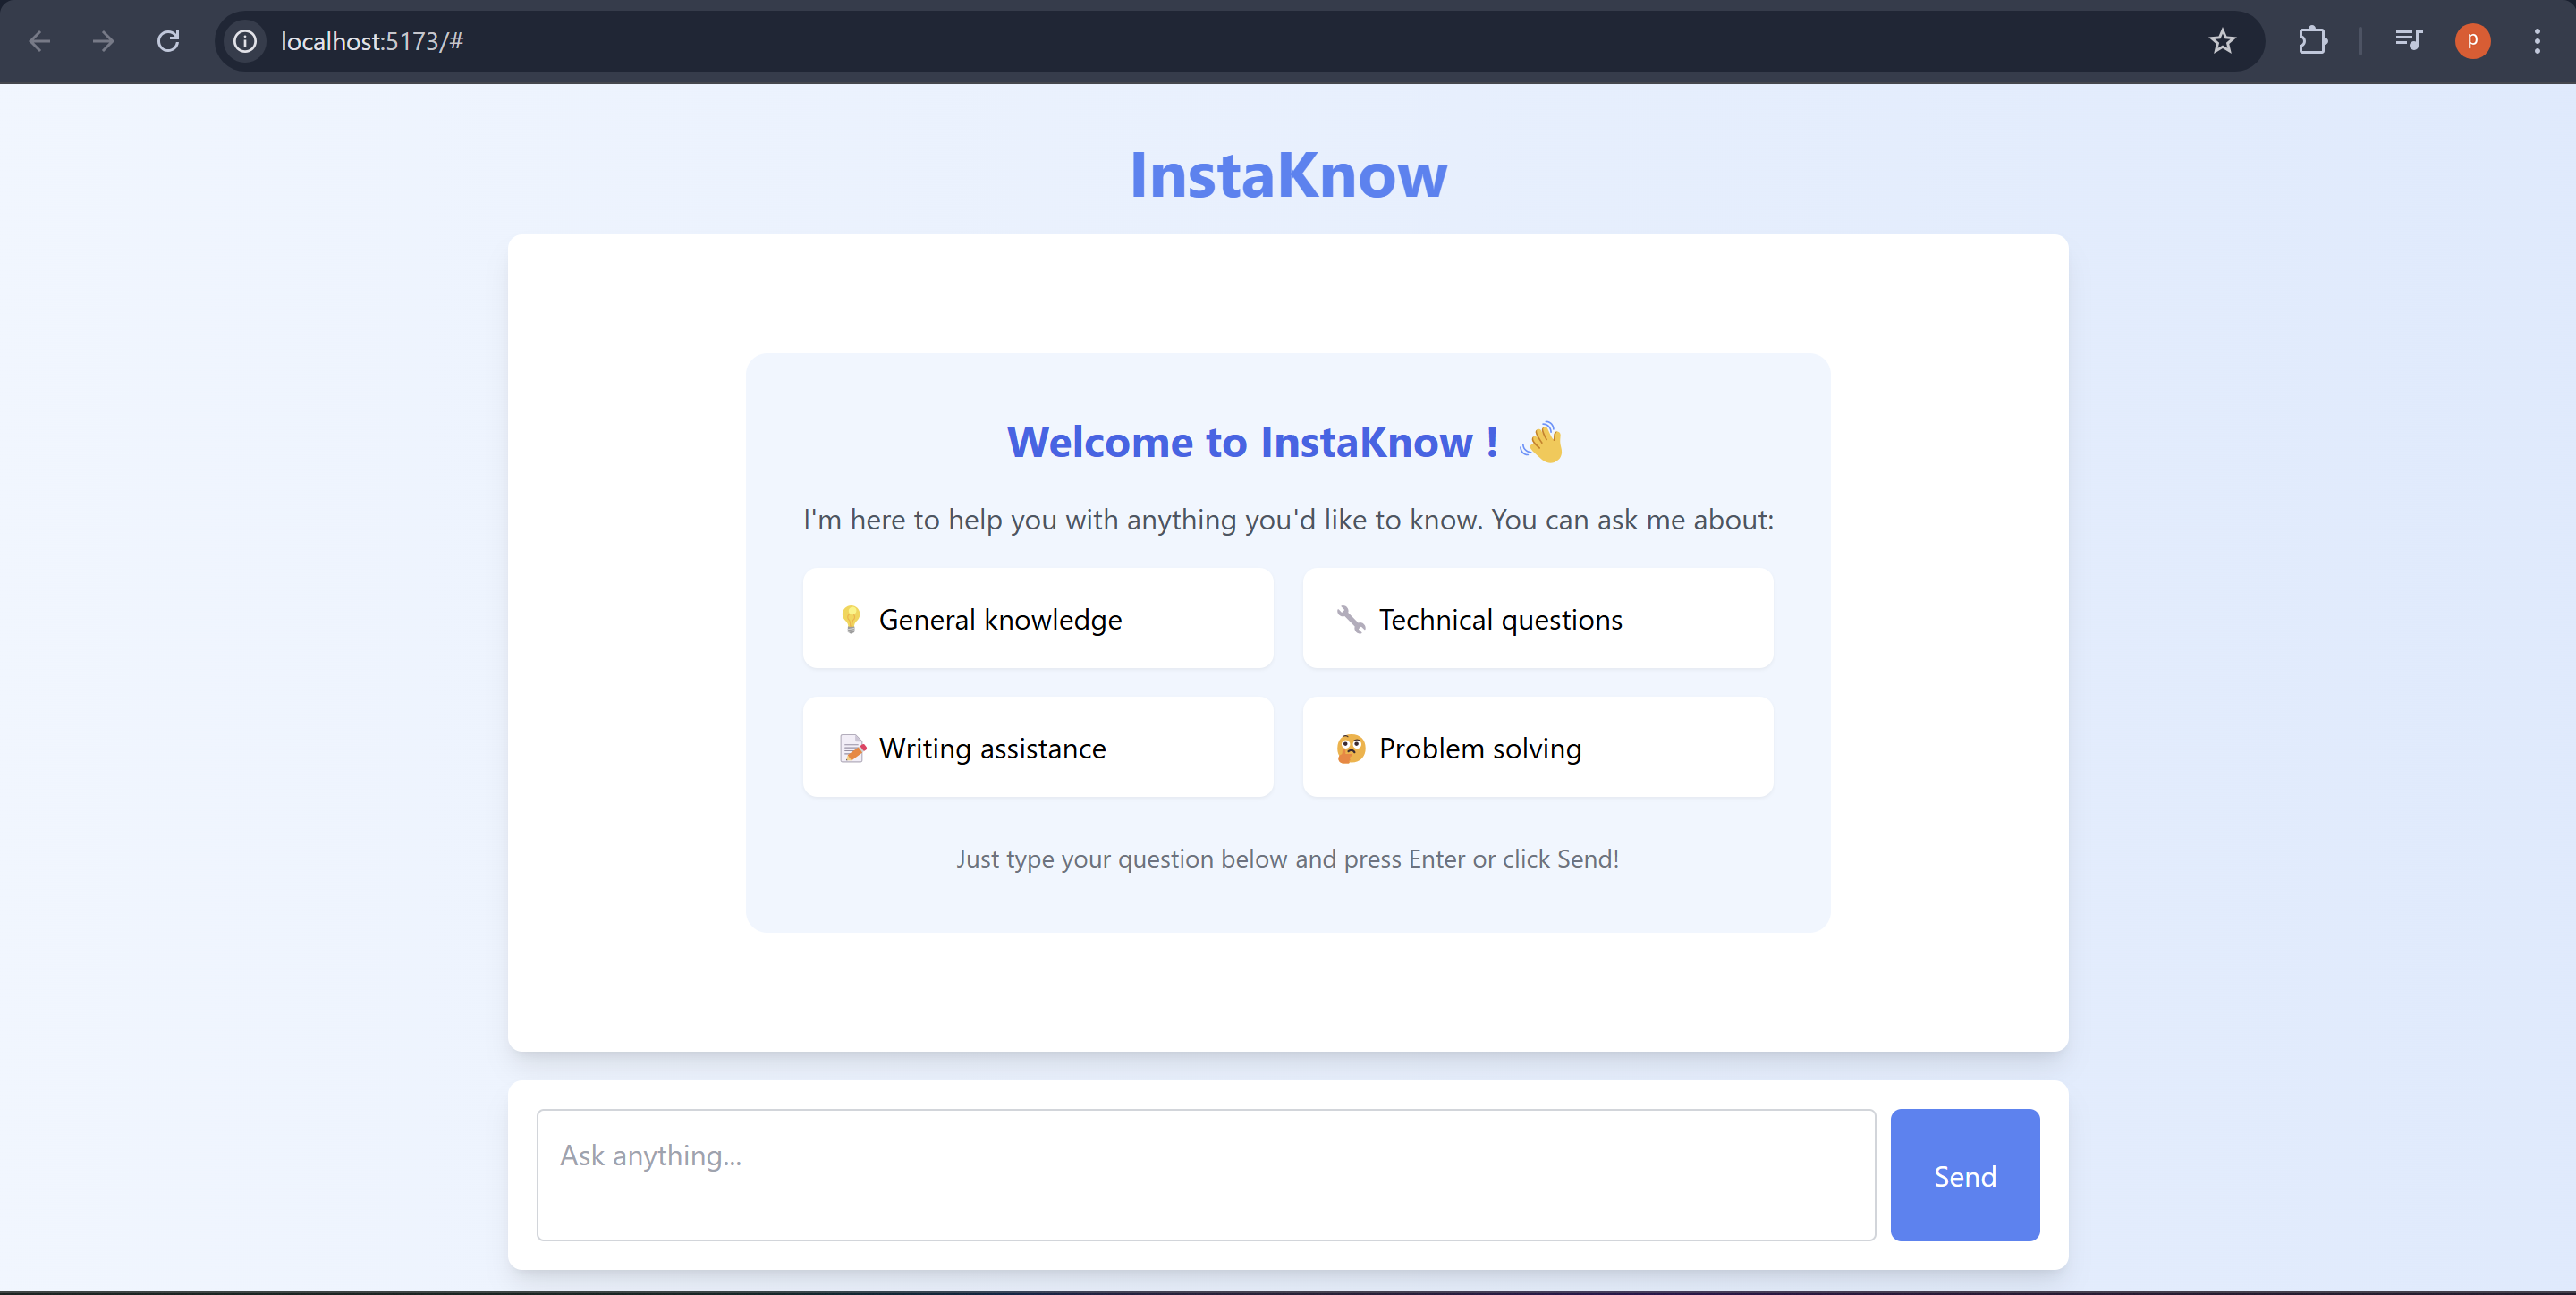 localhost:5173/#
p
InstaKnow
Welcome to InstaKnow ! 👋
I'm here to help you with anything you'd like to know. You can ask me about:
💡 General knowledge
🔧 Technical questions
📝 Writing assistance
🤔 Problem solving
Just type your question below and press Enter or click Send!
Ask anything...
Send